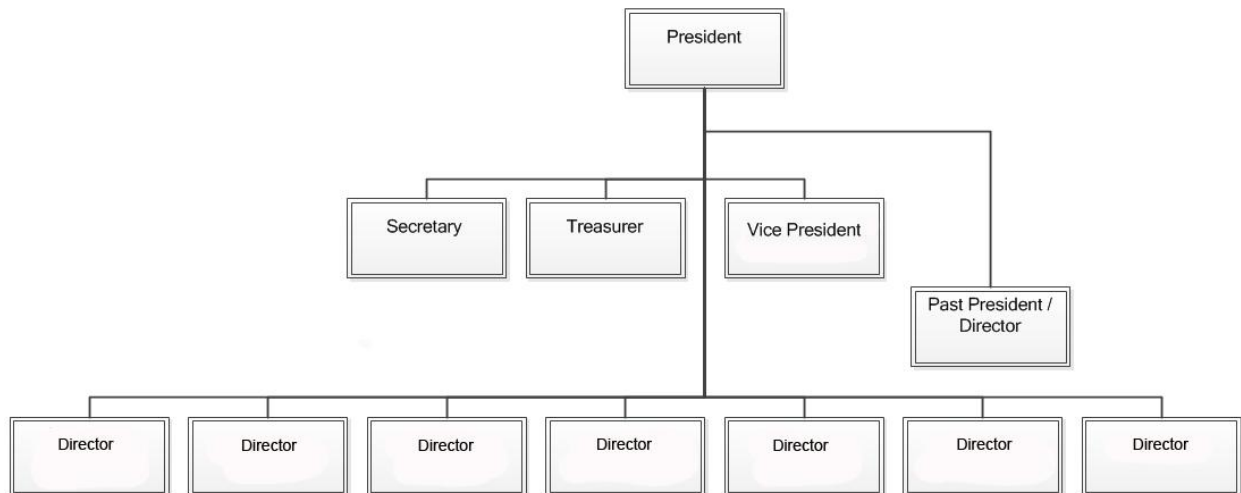 President
Secretary
Treasurer
Vice President
Past President /
Director
Director
Director
Director
Director
Director
Director
Director